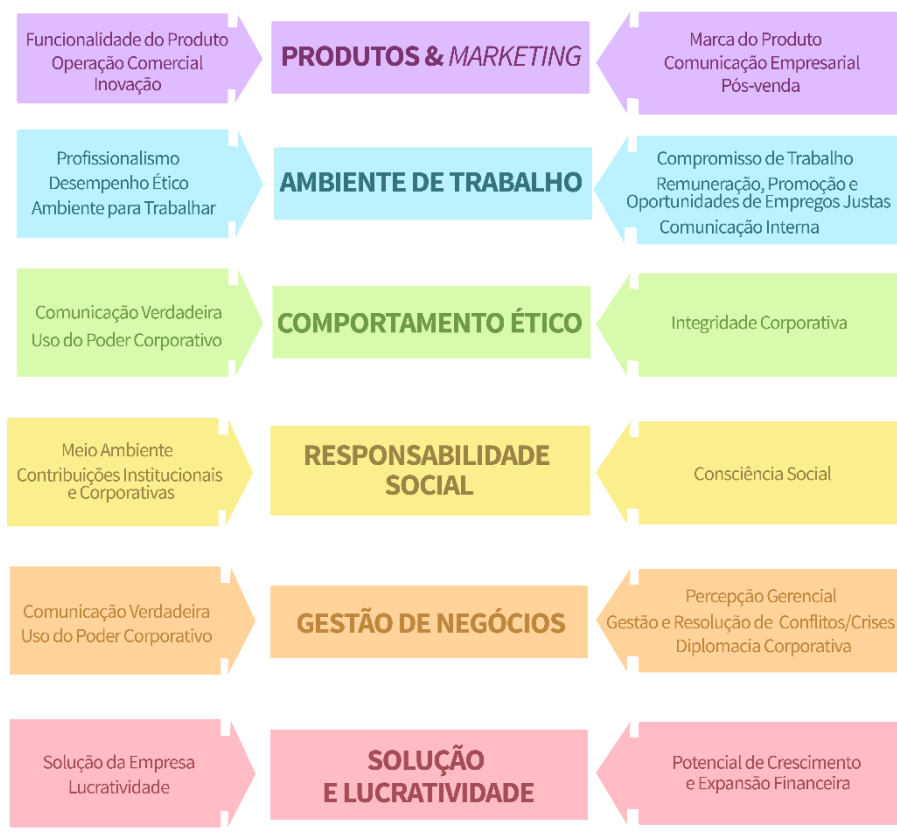 Funcionalidade do Produto
Operação Comercial
Inovação
PRODUTOS & MARKETING
Marca do Produto
Comunicação Empresarial
Pós-venda
Profissionalismo
Desempenho Ético
Ambiente para Trabalhar
AMBIENTE DE TRABALHO
Compromisso de Trabalho
Remuneração, Promoção e
Oportunidades de Empregos Justas
Comunicação Interna
Comunicação Verdadeira
Uso do Poder Corporativo
COMPORTAMENTO ÉTICO
Integridade Corporativa
Meio Ambiente
Contribuições Institucionais
e Corporativas
RESPONSABILIDADE
SOCIAL
Consciência Social
Comunicação Verdadeira
Uso do Poder Corporativo
GESTÃO DE NEGÓCIOS
Percepção Gerencial
Gestão e Resolução de Conflitos/Crises
Diplomacia Corporativa
Solução da Empresa
Lucratividade
SOLUÇÃO
E LUCRATIVIDADE
Potencial de Crescimento
e Expansão Financeira